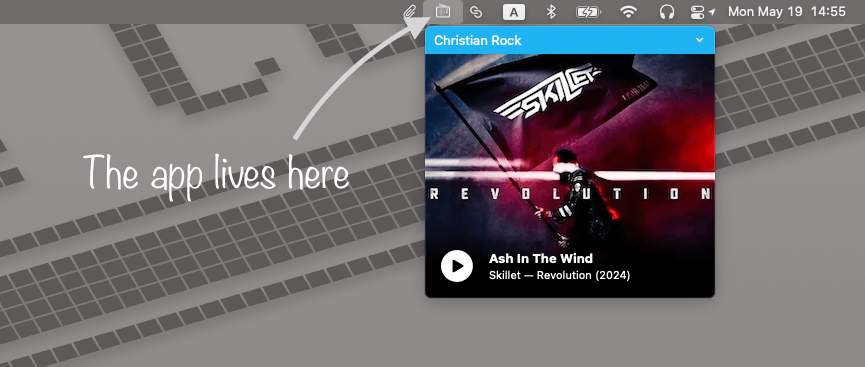 A
Mon May 19 14:55
Christian Rock
SKILLET
REVOLUTION
The app lives here
Ash In The Wind
Skillet — Revolution (2024)